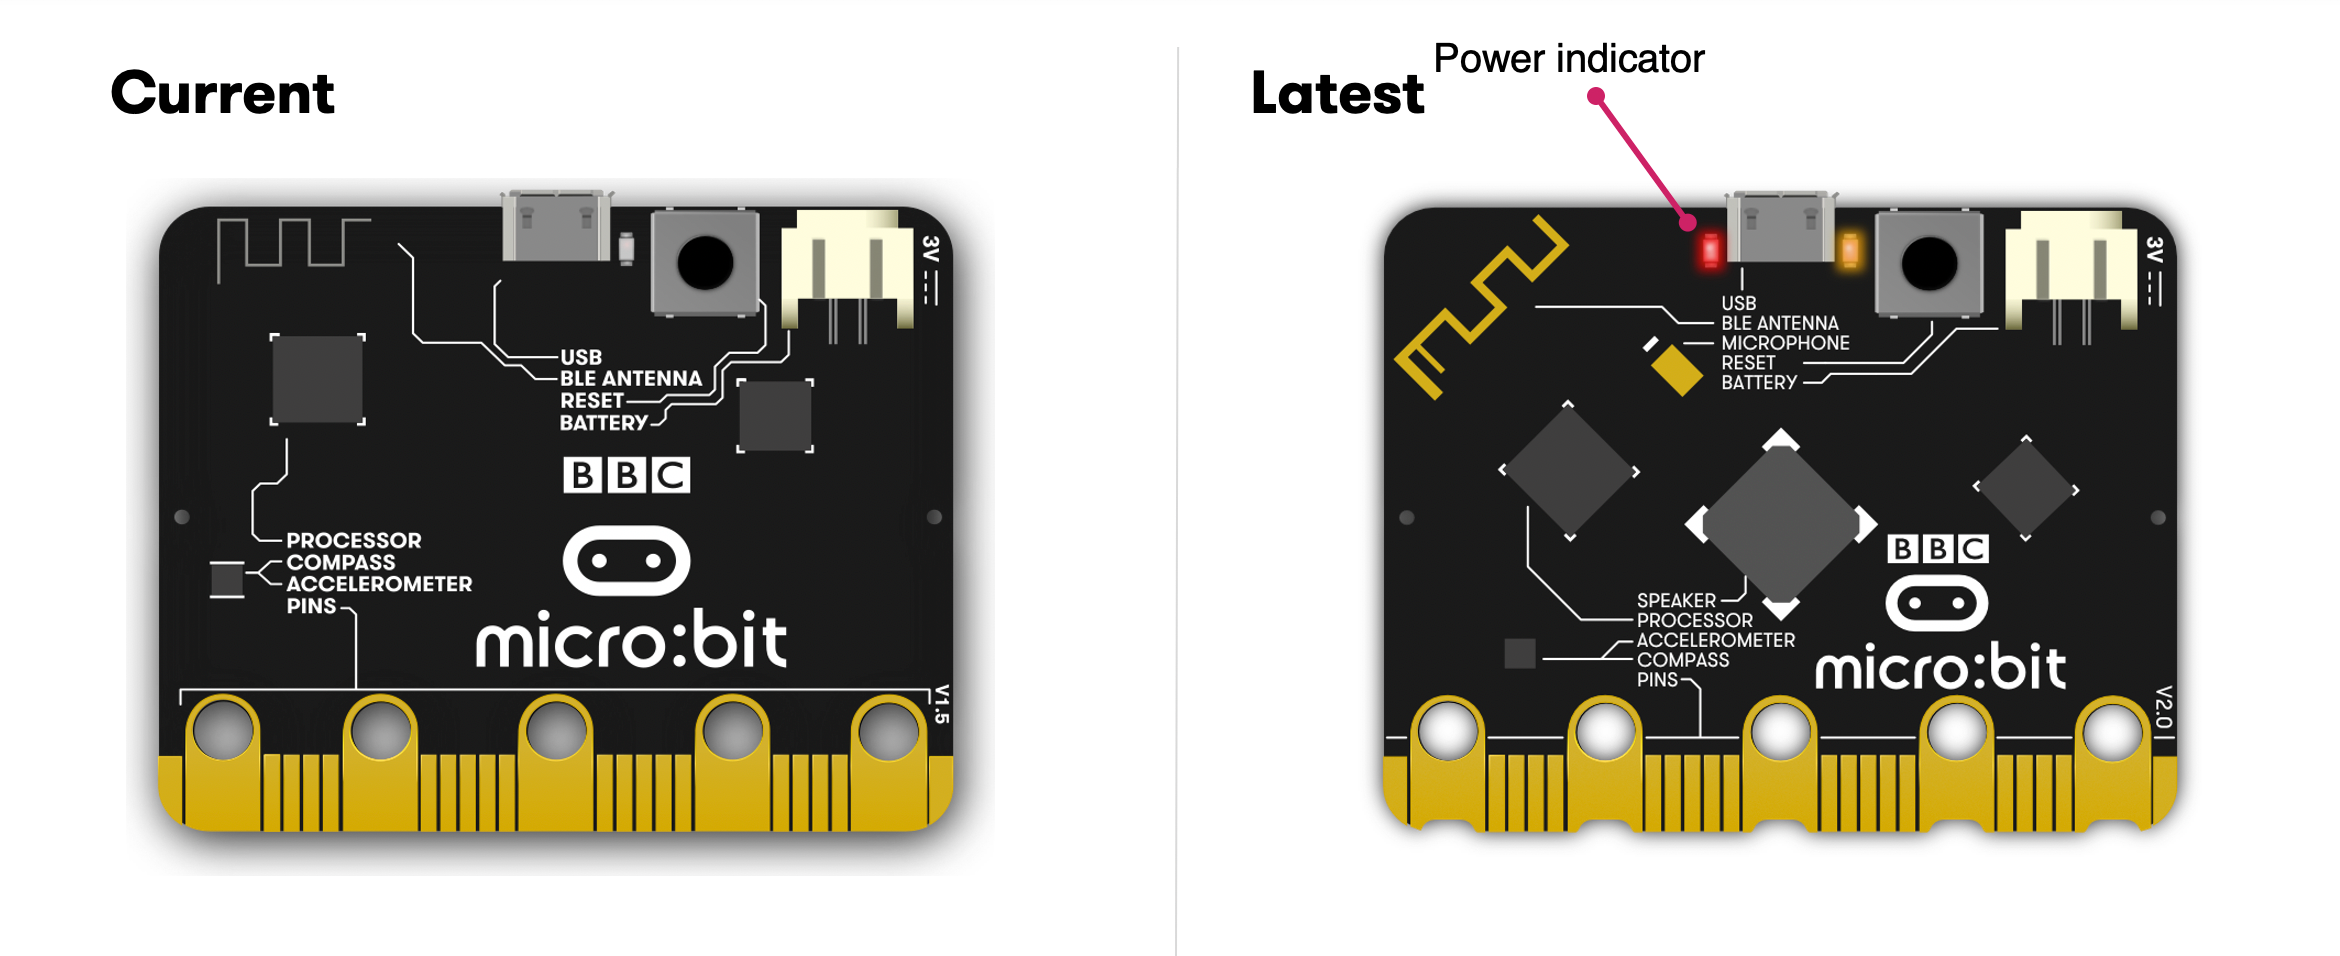 Current
3V
USB
BLE ANTENNA
RESET
BATTERY
BBC
PROCESSOR
COMPASS
ACCELEROMETER
PINS
micro:bit
V1.5
Power indicator
Latest
3V
USB
BLE ANTENNA
MICROPHONE
RESET
BATTERY
BBC
SPEAKER
PROCESSOR
ACCELEROMETER
COMPASS
PINS
micro:bit
V2.0